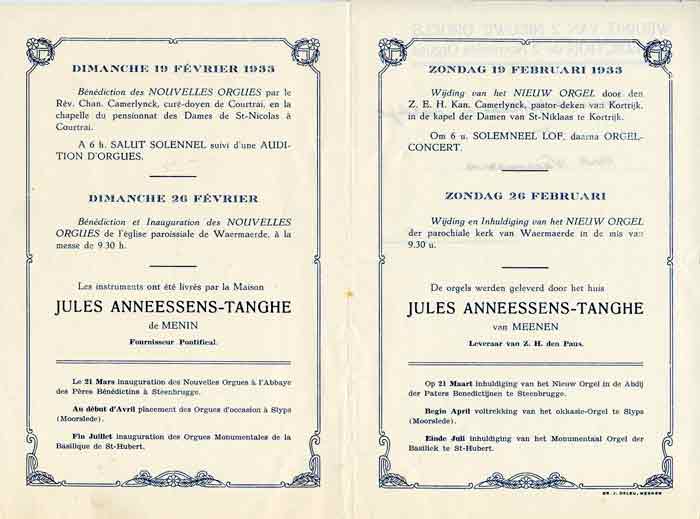 DIMANCHE 19 FÉVRIER 1933
Bénédiction des NOUVELLES ORGUES par le
Rév. Chan. Camerlynck, curé-doyen de Courtrai, en la
chapelle du pensionnat des Dames de St-Nicolas à
Courtrai.
A 6 h. SALUT SOLENNEL suivi d'une AUDI-
TION D'ORGUES.
DIMANCHE 26 FÉVRIER
Bénédiction et Inauguration des NOUVELLES
ORGUES de l'église paroissiale de Waermaerde, à la
messe de 9.30 h.
Les instruments ont été livrés par la Maison
JULES ANNEESSENS-TANGHE
de MENIN
Fournisseur Pontifical.
Le 21 Mars inauguration des Nouvelles Orgues à l'Abbaye
des Pères Bénédictins à Steenbrugge.
Au début d'Avril placement des Orgues d'occasion à Slyps
(Moorslede).
Fin Juillet inauguration des Orgues Monumentales de la
Basilique de St-Hubert.
ZONDAG 19 FEBRUARI 1933
Wijding van het NIEUW ORGEL door den
Z. E. H. Kan. Camerlynck, pastor-deken van Kortrijk,
in de kapel der Damen van St-Niklaas te Kortrijk.
Om 6 u. SOLEMNEEL LOF, daarna ORGEL-
CONCERT.
ZONDAG 26 FEBRUARI
Wijding en Inhuldiging van het NIEUW ORGEL
der parochiale kerk van Waermaerde in de mis van
9.30 u.
De orgels werden geleverd door het huis
JULES ANNEESSENS-TANGHE
van MEENEN
Leveraar van Z. H. den Paus.
Op 21 Maart inhuldiging van het Nieuw Orgel in de Abdij
der Paters Benedictijnen te Steenbrugge.
Begin April voltrekking van het okkasie-Orgel te Slyps
(Moorslede).
Einde Juli inhuldiging van het Monumentaal Orgel der
Basiliek te St-Hubert.